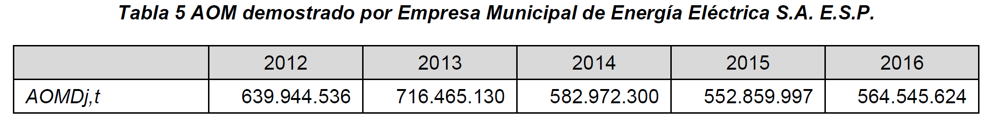 Tabla 5 AOM demostrado por Empresa Municipal de Energía Eléctrica S.A. E.S.P.
2012 2013 2014 2015 2016
AOMDj,t 639.944.536 716.465.130 582.972.300 552.859.997 564.545.624